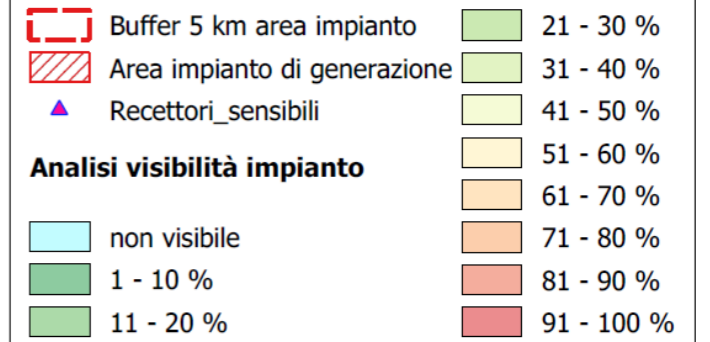 Buffer 5 km area impianto
Area impianto di generazione
Recettori_sensibili
Analisi visibilità impianto
non visibile
1 - 10 %
11 - 20 %
21 - 30 %
31 - 40 %
41 - 50 %
51 - 60 %
61 - 70 %
71 - 80 %
81 - 90 %
91 - 100 %